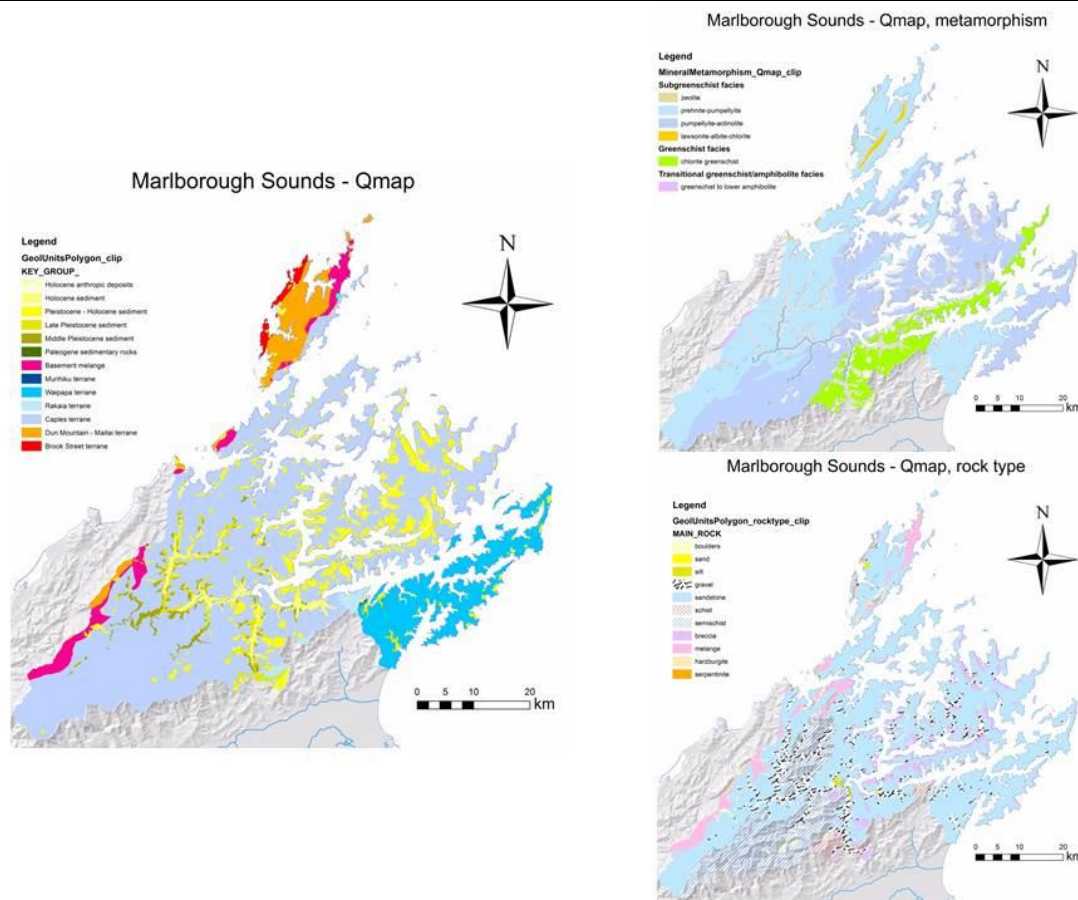 Marlborough Sounds - Qmap
N
Legend
GeolUnitsPolygon_clip
KEY_GROUP_
Holocene anthropic deposits
Holocene sediment
Pleistocene - Holocene sediment
Late Pleistocene sediment
Middle Pleistocene sediment
Paleogene sedimentary rocks
Basement melange
Murihiku terrane
Waipapa terrane
Rakaia terrane
Caples terrane
Dun Mountain - Maitai terrane
Brook Street terrane
0 5 10 20
km
Marlborough Sounds - Qmap, metamorphism
Legend
MineralMetamorphism_Qmap_clip
Subgreenschist facies
zeolite
prehnite-pumpellyite
pumpellyite-actinolite
lawsonite-albite-chlorite
Greenschist facies
chlorite greenschist
Transitional greenschist/amphibolite facies
greenschist to lower amphibolite
N
0 5 10 20
km
Marlborough Sounds - Qmap, rock type
Legend
GeolUnitsPolygon_rocktype_clip
MAIN_ROCK
boulders
sand
silt
gravel
sandstone
schist
semischist
breccia
melange
harzburgite
serpentinite
N
0 5 10 20
km